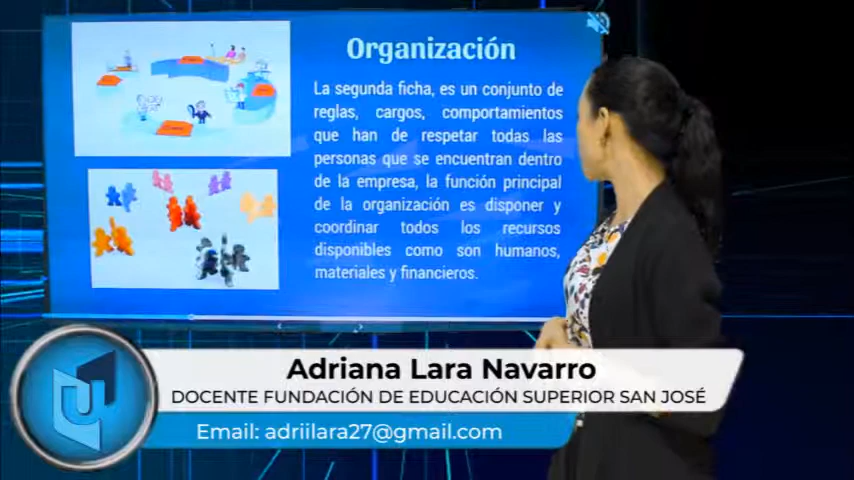 Organización
La segunda ficha, es un conjunto de
reglas, cargos, comportamientos
que han de respetar todas las
personas que se encuentran dentro
de la empresa, la función principal
de la organización es disponer y
coordinar todos los recursos
disponibles como son humanos,
materiales y financieros.
Adriana Lara Navarro
DOCENTE FUNDACIÓN DE EDUCACIÓN SUPERIOR SAN JOSÉ
Email: adriilara27@gmail.com